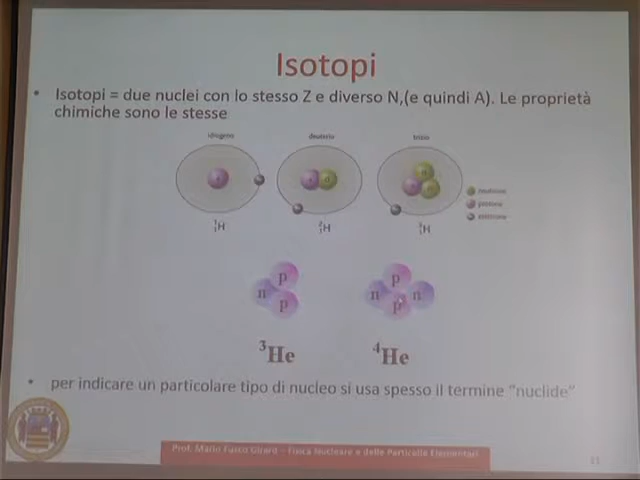 Isotopi
• Isotopi = due nuclei con lo stesso Z e diverso N,(e quindi A). Le proprietà
chimiche sono le stesse
idrogeno deuterio trizio
neutrone
protone
elettrone
¹₁H ²₁H ³₁H
p p
n n n
p p
³He ⁴He
• per indicare un particolare tipo di nucleo si usa spesso il termine “nuclide”
Prof. Mario Fusco Girard – Fisica Nucleare e delle Particelle Elementari